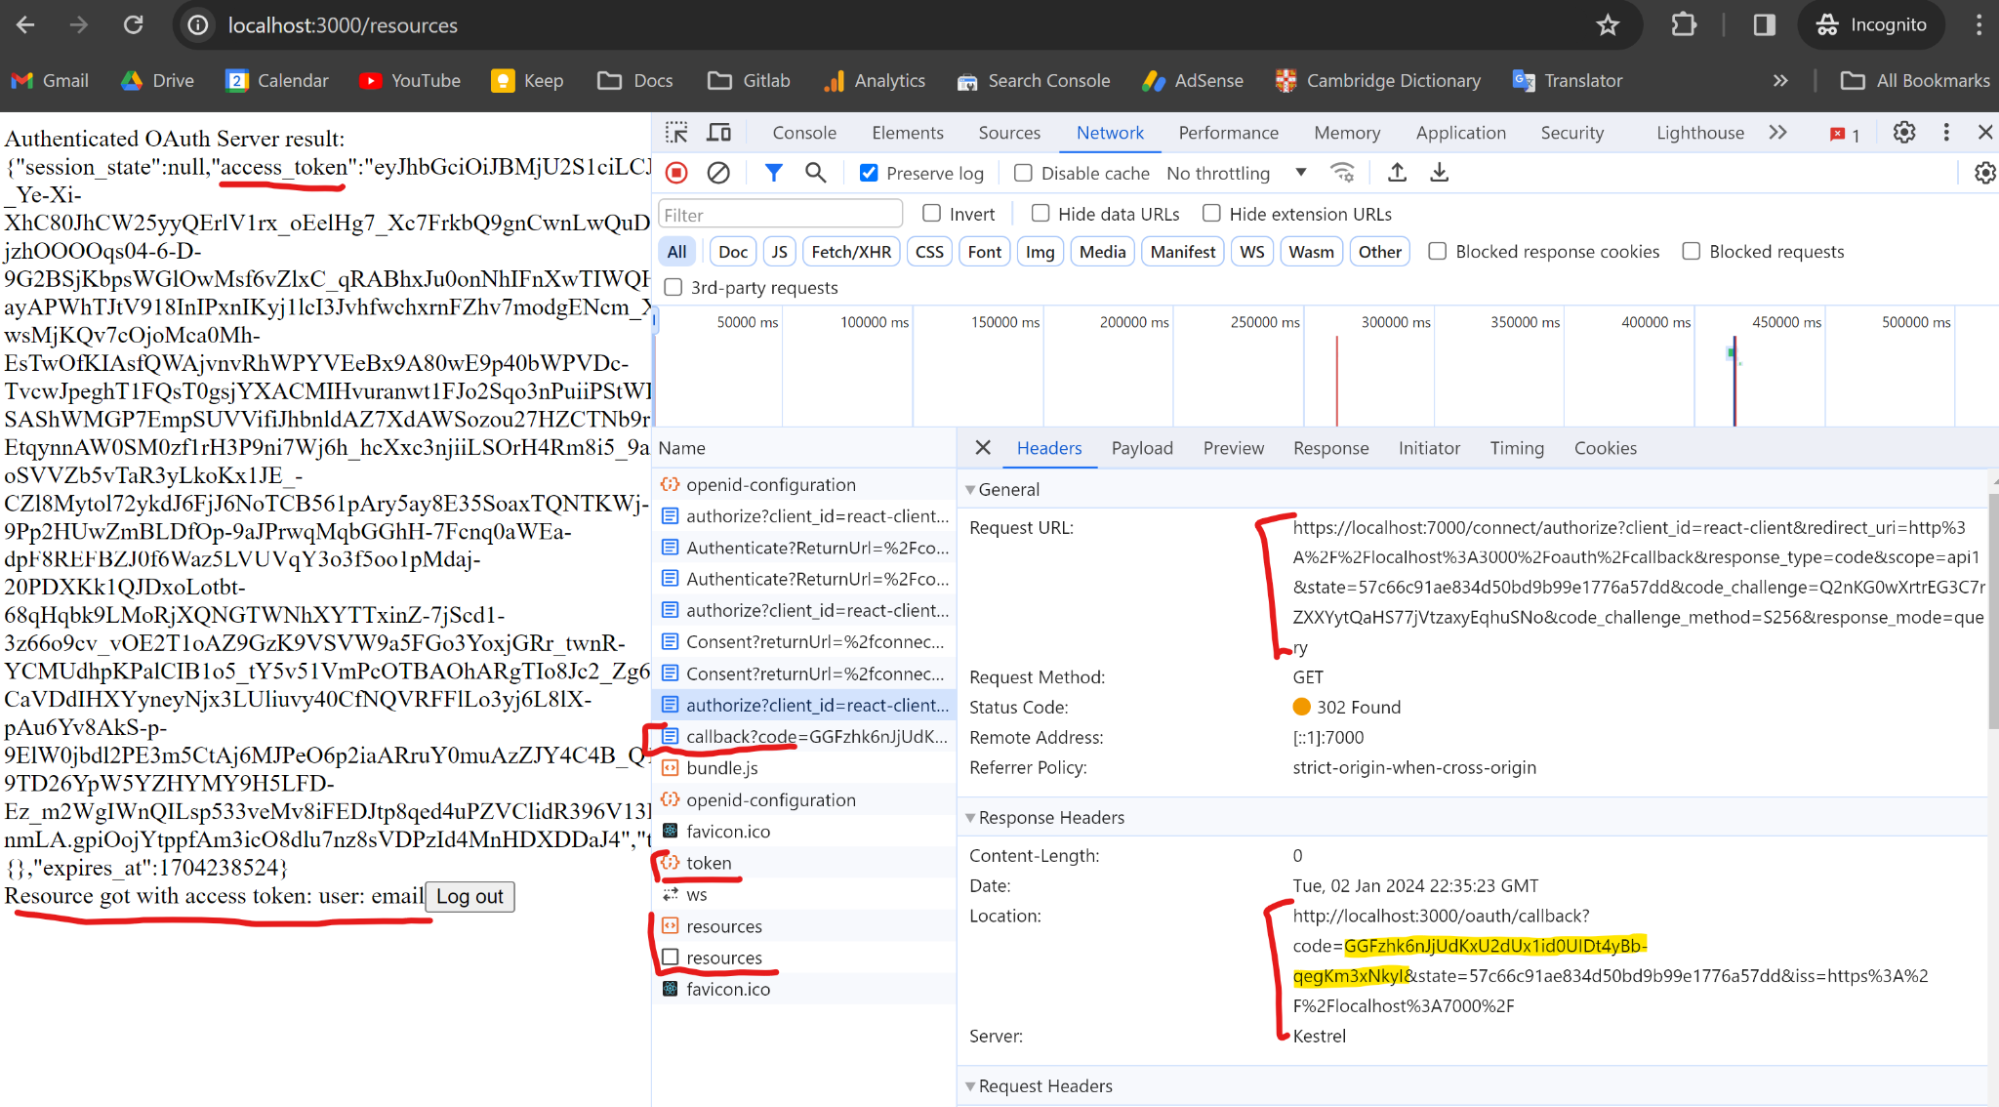 localhost:3000/resources
Incognito
Gmail
Drive
2
Calendar
YouTube
Keep
Docs
Gitlab
Analytics
Search Console
AdSense
Cambridge Dictionary
Translator
All Bookmarks
Authenticated OAuth Server result:
{"session_state":null,"access_token":"eyJhbGciOiJBMjU2S1ciLCJ
_Ye-Xi-
XhC80JhCW25yyQErlV1rx_oEelHg7_Xc7FrkbQ9gnCwnLwQuD
jzhOOOOqs04-6-D-
9G2BSjKbpsWGlOwMsf6vZlxC_qRABhxJu0onNhIFnXwTIWQH
ayAPWhTJtV918InIPxnIKyj1lcI3JvhfwchxrnFZhv7modgENcm_X
wsMjKQv7cOjoMca0Mh-
EsTwOfKIAsfQWAjvnvRhWPYVEeBx9A80wE9p40bWPVDc-
TvcwJpeghT1FQsT0gsjYXACMIHvuranwt1FJo2Sqo3nPuiiPStWI
SAShWMGP7EmpSUVVifiJhbnldAZ7XdAWSozou27HZCTNb9r
EtqynnAW0SM0zf1rH3P9ni7Wj6h_hcXxc3njiiLSOrH4Rm8i5_9a
oSVVZb5vTaR3yLkoKx1JE_-
CZl8Mytol72ykdJ6FjJ6NoTCB561pAry5ay8E35SoaxTQNTKWj-
9Pp2HUwZmBLDfOp-9aJPrwqMqbGGhH-7Fcnq0aWEa-
dpF8REFBZJ0f6Waz5LVUVqY3o3f5oo1pMdaj-
20PDXKk1QJDxoLotbt-
68qHqbk9LMoRjXQNGTWNhXYTTxinZ-7jScd1-
3z66o9cv_vOE2T1oAZ9GzK9VSVW9a5FGo3YoxjGRr_twnR-
YCMUdhpKPalCIB1o5_tY5v51VmPcOTBAOhARgTIo8Jc2_Zg6
CaVDdIHXYyneyNjx3LUliuvy40CfNQVRFFlLo3yj6L8lX-
pAu6Yv8AkS-p-
9ElW0jbdl2PE3m5CtAj6MJPeO6p2iaARruY0muAzZJY4C4B_Q
9TD26YpW5YZHYMY9H5LFD-
Ez_m2WgIWnQILsp533veMv8iFEDJtp8qed4uPZVClidR396V13
nmLA.gpiOojYtppfAm3icO8dlu7nz8sVDPzId4MnHDXDDaJ4","t
{},"expires_at":1704238524}
Resource got with access token: user: email
Log out
Console
Elements
Sources
Network
Performance
Memory
Application
Security
Lighthouse
1
Preserve log
Disable cache
No throttling
Filter
Invert
Hide data URLs
Hide extension URLs
All
Doc
JS
Fetch/XHR
CSS
Font
Img
Media
Manifest
WS
Wasm
Other
Blocked response cookies
Blocked requests
3rd-party requests
50000 ms
100000 ms
150000 ms
200000 ms
250000 ms
300000 ms
350000 ms
400000 ms
450000 ms
500000 ms
Name
openid-configuration
authorize?client_id=react-client...
Authenticate?ReturnUrl=%2Fco...
Authenticate?ReturnUrl=%2Fco...
authorize?client_id=react-client...
Consent?returnUrl=%2fconnec...
Consent?returnUrl=%2fconnec...
authorize?client_id=react-client...
callback?code=GGFzhk6nJjUdK...
bundle.js
openid-configuration
favicon.ico
token
ws
resources
resources
favicon.ico
Headers
Payload
Preview
Response
Initiator
Timing
Cookies
General
Request URL:
https://localhost:7000/connect/authorize?client_id=react-client&redirect_uri=http%3
A%2F%2Flocalhost%3A3000%2Foauth%2Fcallback&response_type=code&scope=api1
&state=57c66c91ae834d50bd9b99e1776a57dd&code_challenge=Q2nKG0wXrtrEG3C7r
ZXXYytQaHS77jVtzaxyEqhuSNo&code_challenge_method=S256&response_mode=que
ry
Request Method:
GET
Status Code:
302 Found
Remote Address:
[::1]:7000
Referrer Policy:
strict-origin-when-cross-origin
Response Headers
Content-Length:
0
Date:
Tue, 02 Jan 2024 22:35:23 GMT
Location:
http://localhost:3000/oauth/callback?
code=GGFzhk6nJjUdKxU2dUx1id0UIDt4yBb-
qegKm3xNkyI&state=57c66c91ae834d50bd9b99e1776a57dd&iss=https%3A%2
F%2Flocalhost%3A7000%2F
Server:
Kestrel
Request Headers